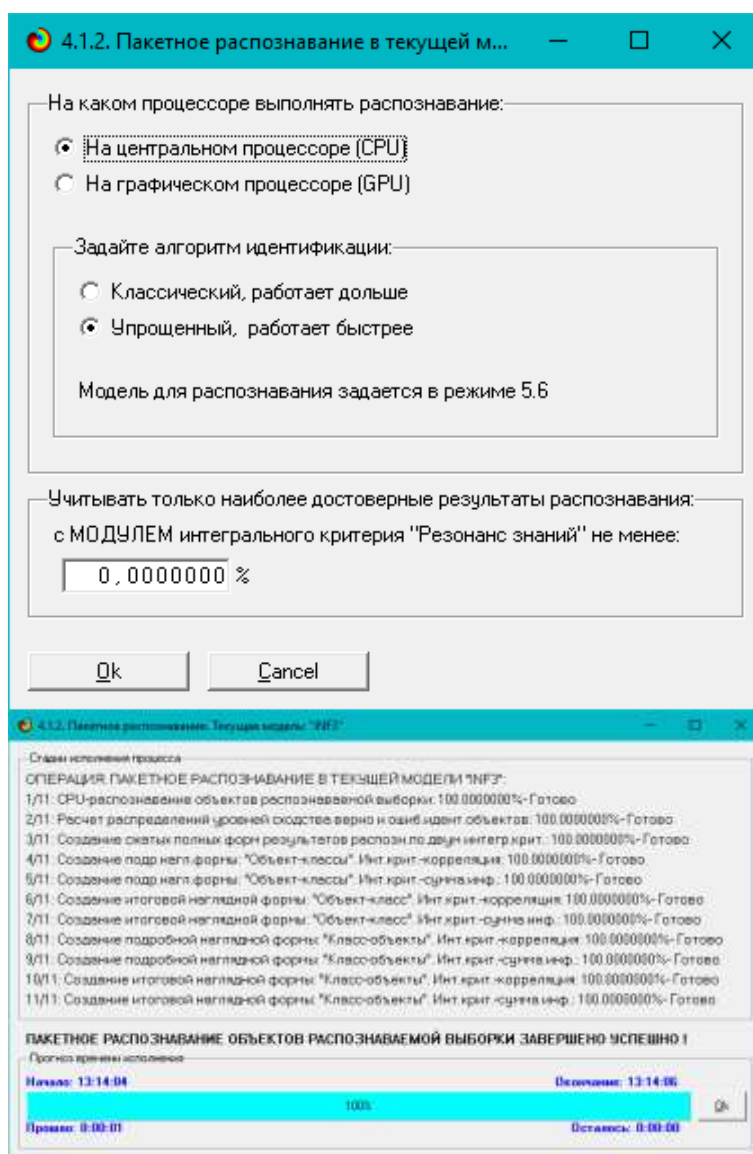 4.1.2. Пакетное распознавание в текущей м...
На каком процессоре выполнять распознавание:
На центральном процессоре (CPU)
На графическом процессоре (GPU)
Задайте алгоритм идентификации:
Классический, работает дольше
Упрощенный, работает быстрее
Модель для распознавания задается в режиме 5.6
Учитывать только наиболее достоверные результаты распознавания:
с МОДУЛЕМ интегрального критерия "Резонанс знаний" не менее:
0,0000000 %
Ok Cancel
4.1.2. Пакетное распознавание. Текущая модель: "INF3"
Стадии исполнения процесса
ОПЕРАЦИЯ: ПАКЕТНОЕ РАСПОЗНАВАНИЕ В ТЕКУЩЕЙ МОДЕЛИ "INF3":
1/11: CPU-распознавание объектов распознаваемой выборки: 100.0000000%-Готово
2/11: Расчет распределений уровней сходства верно и ошиб.идент.объектов: 100.0000000%-Готово
3/11: Создание сжатых полных форм результатов распозн.по двум интегр.крит.: 100.0000000%-Готово
4/11: Создание подр.нагл.формы: "Объект-классы". Инт.крит.-корреляция: 100.0000000%-Готово
5/11: Создание подр.нагл.формы: "Объект-классы". Инт.крит.-сумма инф.: 100.0000000%-Готово
6/11: Создание итоговой наглядной формы: "Объект-класс". Инт.крит.-корреляция: 100.0000000%-Готово
7/11: Создание итоговой наглядной формы: "Объект-класс". Инт.крит.-сумма инф.: 100.0000000%-Готово
8/11: Создание подробной наглядной формы: "Класс-объекты". Инт.крит.-корреляция: 100.0000000%-Готово
9/11: Создание подробной наглядной формы: "Класс-объекты". Инт.крит.-сумма инф.: 100.0000000%-Готово
10/11: Создание итоговой наглядной формы: "Класс-объекты". Инт.крит.-корреляция: 100.0000000%-Готово
11/11: Создание итоговой наглядной формы: "Класс-объекты". Инт.крит.-сумма инф.: 100.0000000%-Готово
ПАКЕТНОЕ РАСПОЗНАВАНИЕ ОБЪЕКТОВ РАСПОЗНАВАЕМОЙ ВЫБОРКИ ЗАВЕРШЕНО УСПЕШНО !
Прогноз времени исполнения
Начало: 13:14:04 Окончание: 13:14:06
100% Ok
Прошло: 0:00:01 Осталось: 0:00:00